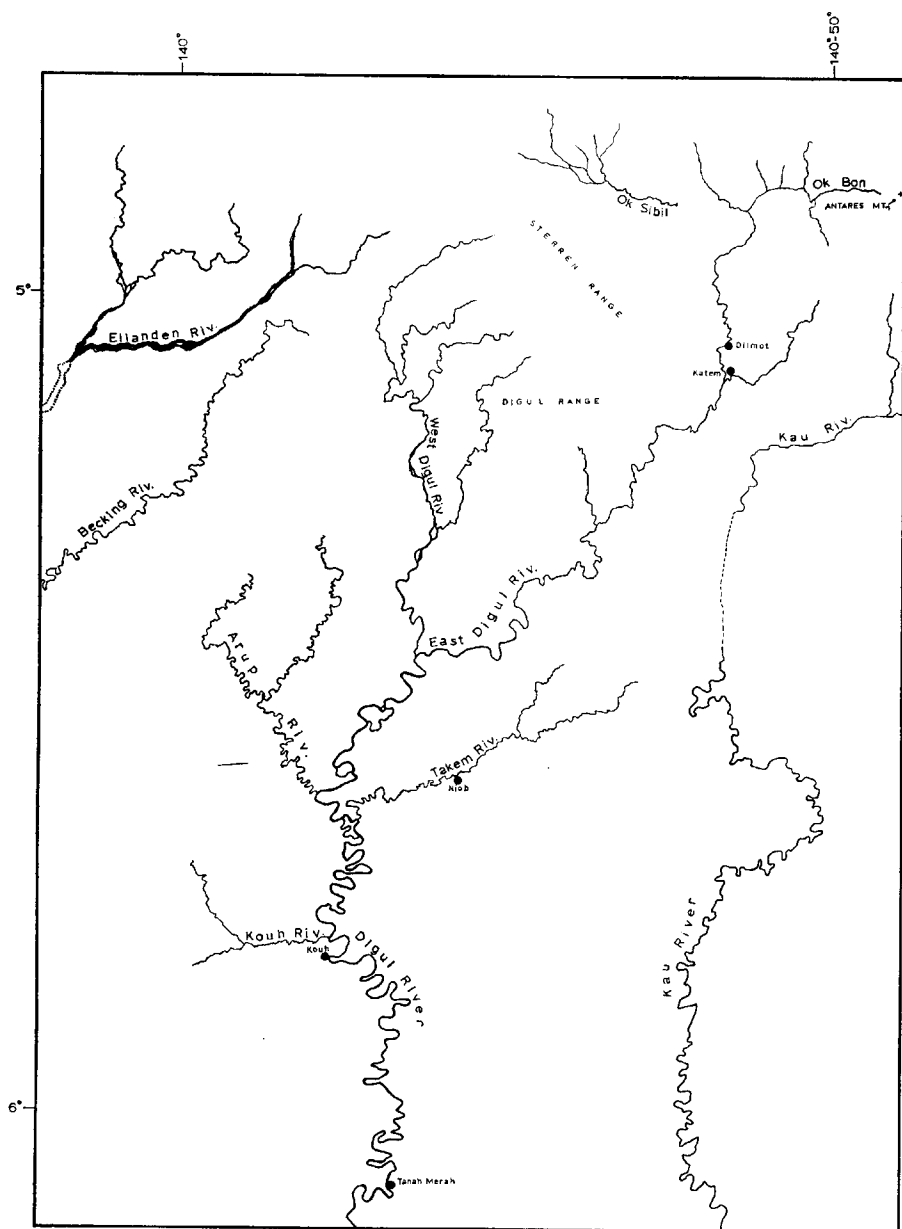 140°
140°-50°
Ok Bon
ANTARES MT.
Ok Sibil
STERREN RANGE
5°
Eilanden Riv.
Dilmot
Katem
DIGUL RANGE
Kau Riv.
West Digul Riv
Becking Riv.
East Digul Riv.
Arup Riv.
Takem Riv.
Niob
Kouh Riv.
Kouh
Digul River
Kau River
6°
Tanah Merah